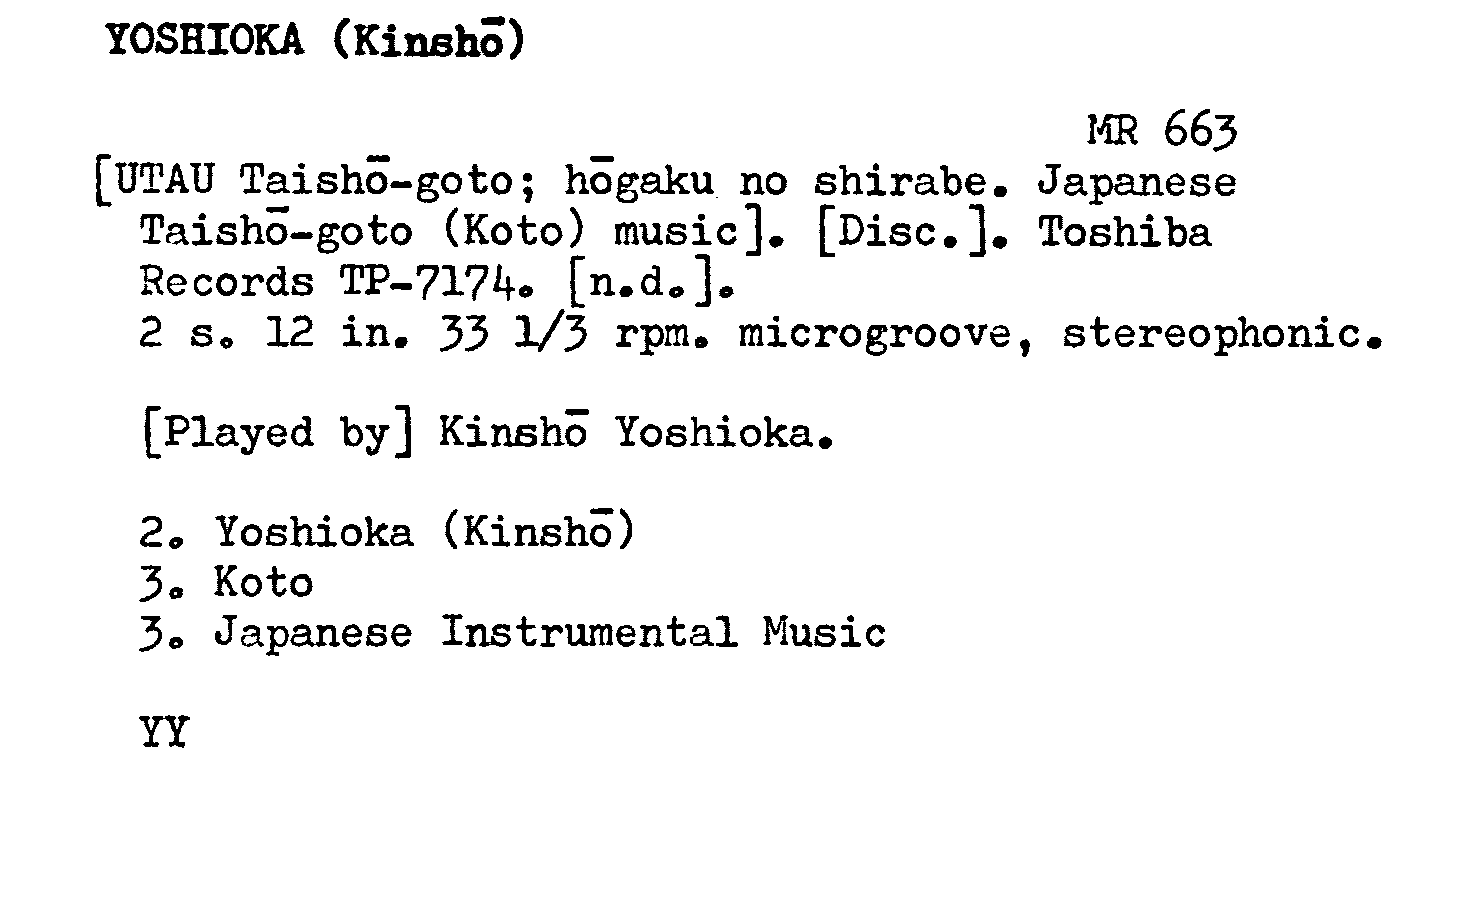 YOSHIOKA (Kinshō)
MR 663
[UTAU Taishō-goto; hōgaku no shirabe. Japanese
Taishō-goto (Koto) music]. [Disc.]. Toshiba
Records TP-7174. [n.d.].
2 s. 12 in. 33 1/3 rpm. microgroove, stereophonic.
[Played by] Kinshō Yoshioka.
2. Yoshioka (Kinshō)
3. Koto
3. Japanese Instrumental Music
YY